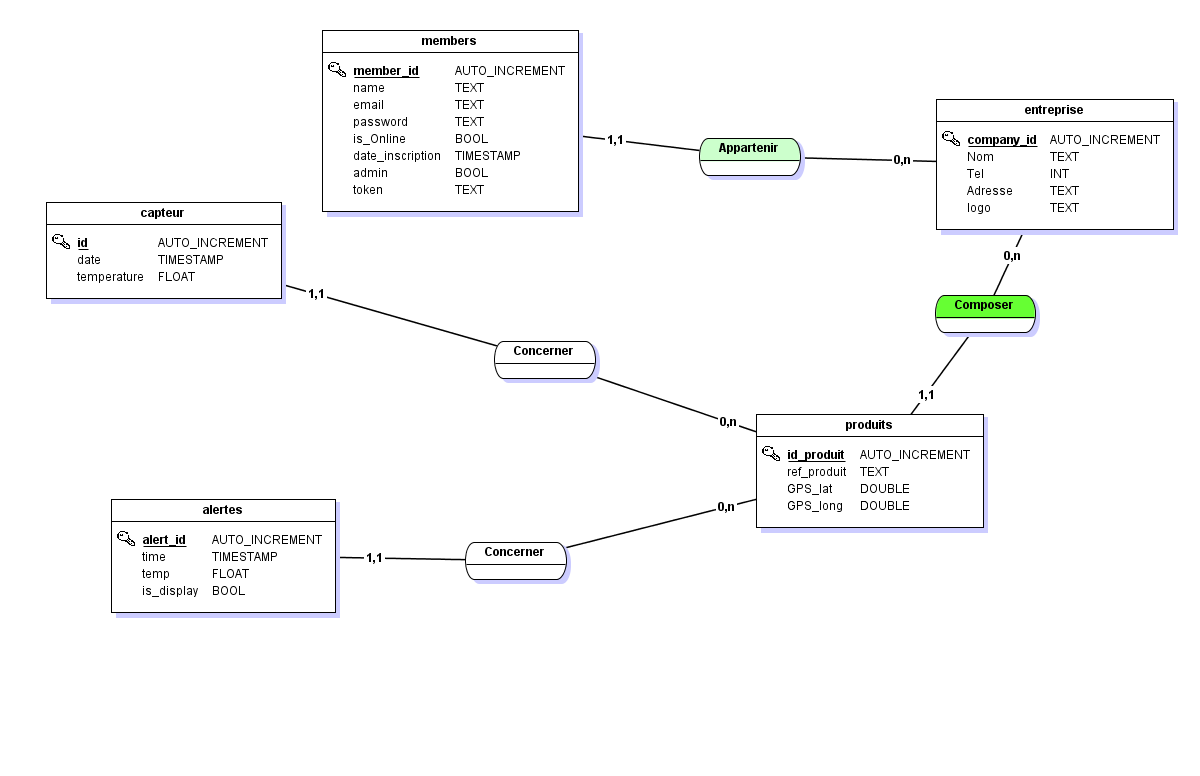 members
member_id AUTO_INCREMENT
name TEXT
email TEXT
password TEXT
is_Online BOOL
date_inscription TIMESTAMP
admin BOOL
token TEXT
1,1
Appartenir
0,n
entreprise
company_id AUTO_INCREMENT
Nom TEXT
Tel INT
Adresse TEXT
logo TEXT
0,n
Composer
1,1
capteur
id AUTO_INCREMENT
date TIMESTAMP
temperature FLOAT
1,1
Concerner
0,n
produits
id_produit AUTO_INCREMENT
ref_produit TEXT
GPS_lat DOUBLE
GPS_long DOUBLE
alertes
alert_id AUTO_INCREMENT
time TIMESTAMP
temp FLOAT
is_display BOOL
1,1
Concerner
0,n